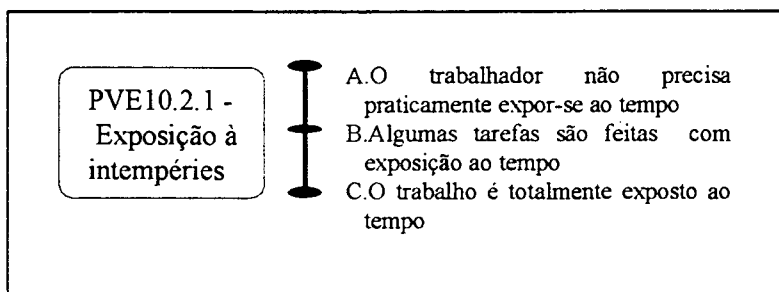 PVE10.2.1 -
Exposição à
intempéries
A.O trabalhador não precisa
praticamente expor-se ao tempo
B.Algumas tarefas são feitas com
exposição ao tempo
C.O trabalho é totalmente exposto ao
tempo